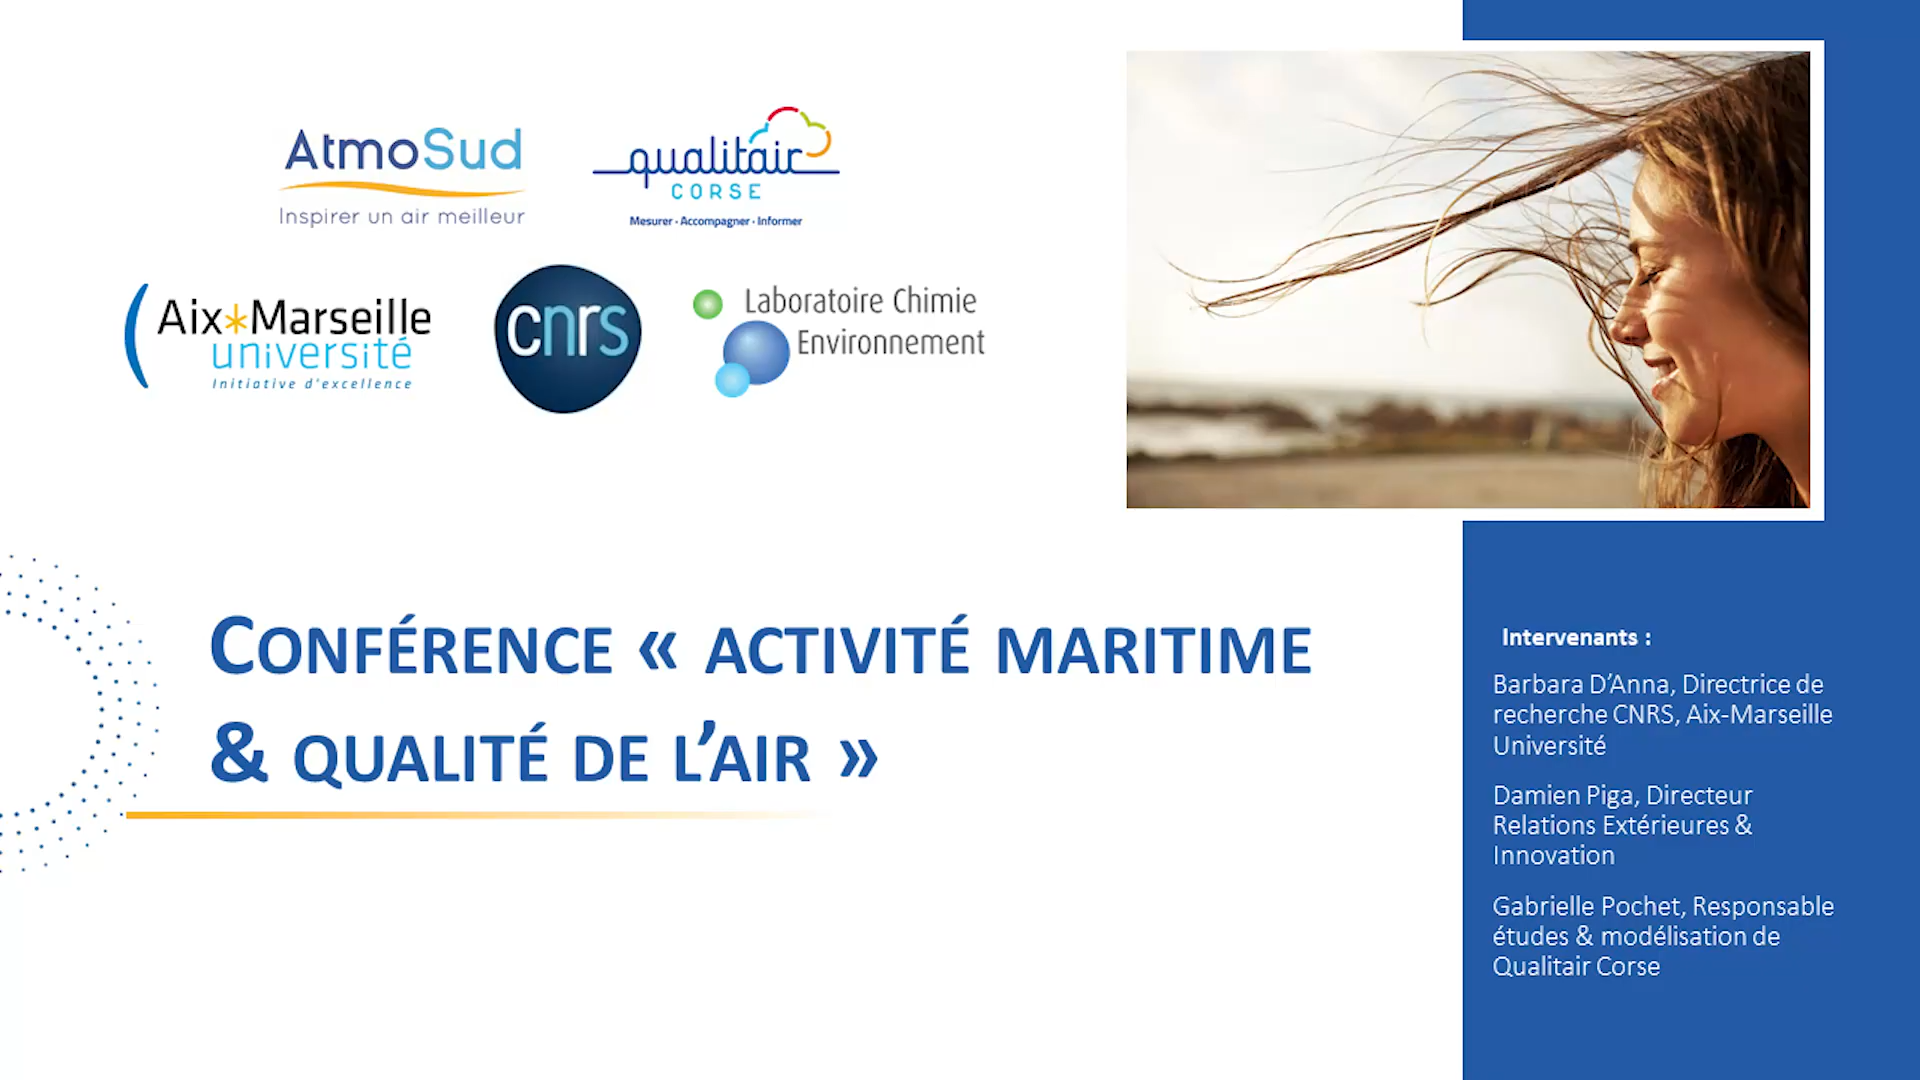 AtmoSud
Inspirer un air meilleur
qualitair
CORSE
Mesurer • Accompagner • Informer
Aix*Marseille
université
Initiative d'excellence
cnrs
Laboratoire Chimie
Environnement
CONFÉRENCE « ACTIVITÉ MARITIME
& QUALITÉ DE L’AIR »
Intervenants :
Barbara D’Anna, Directrice de
recherche CNRS, Aix-Marseille
Université
Damien Piga, Directeur
Relations Extérieures &
Innovation
Gabrielle Pochet, Responsable
études & modélisation de
Qualitair Corse